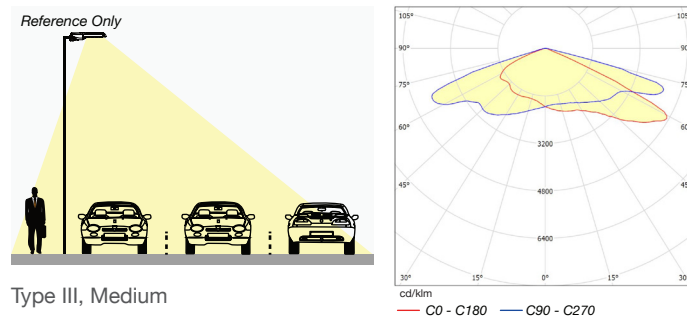 Reference Only
Type III, Medium
105° 105°
90° 90°
75° 75°
60° 60°
45° 45°
3200
4800
6400
30° 15° 0° 15° 30°
cd/klm
C0 - C180 C90 - C270